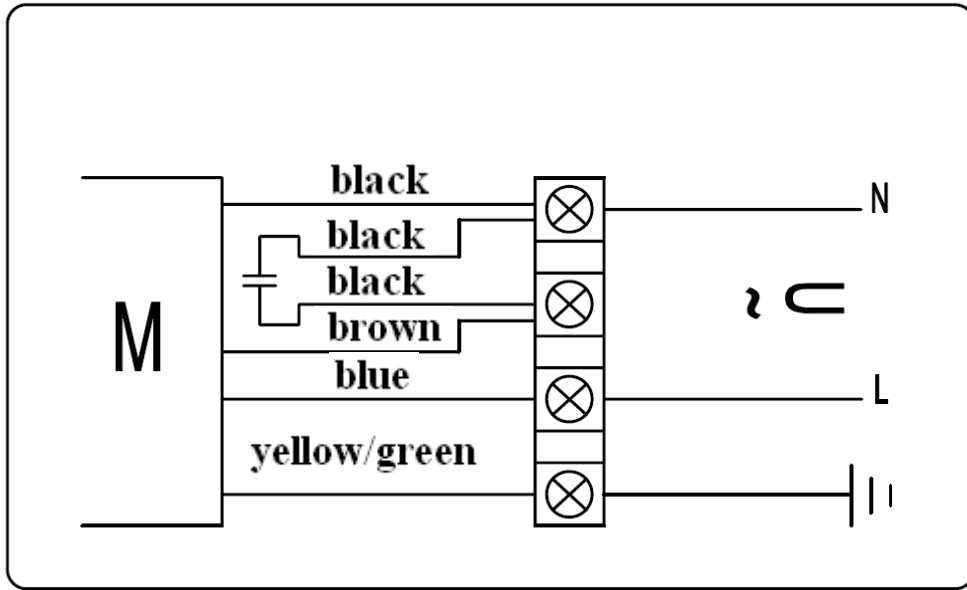 black
N
black
black
M
brown
U ~
blue
L
yellow/green